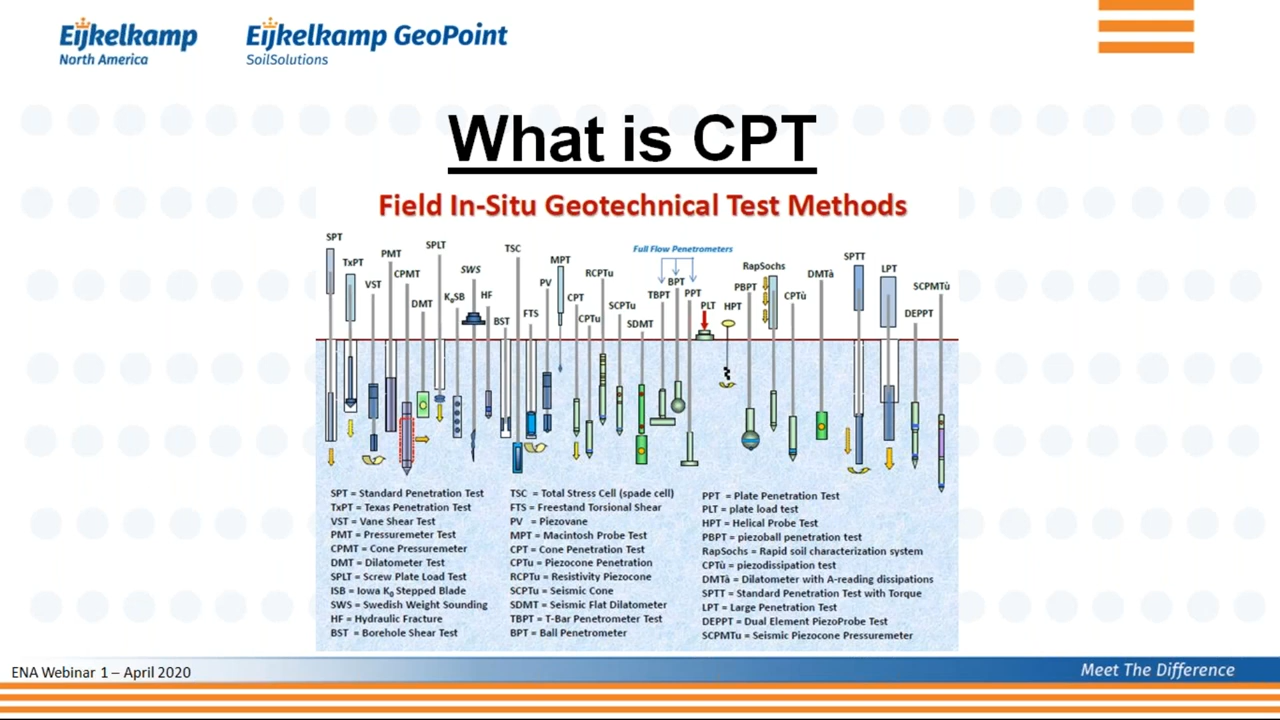 Eijkelkamp
North America
Eijkelkamp GeoPoint
SoilSolutions
What is CPT
Field In-Situ Geotechnical Test Methods
SPT
TxPT
VST
PMT
CPMT
DMT
SPLT
K₀SB
SWS
HF
BST
TSC
FTS
PV
MPT
CPT
CPTu
RCPTu
SCPTu
SDMT
Full Flow Penetrometers
TBPT
BPT
PPT
PLT
HPT
PBPT
RapSochs
CPTù
DMTà
SPTT
LPT
DEPPT
SCPMTù
SPT = Standard Penetration Test
TxPT = Texas Penetration Test
VST = Vane Shear Test
PMT = Pressuremeter Test
CPMT = Cone Pressuremeter
DMT = Dilatometer Test
SPLT = Screw Plate Load Test
ISB = Iowa K₀ Stepped Blade
SWS = Swedish Weight Sounding
HF = Hydraulic Fracture
BST = Borehole Shear Test
TSC = Total Stress Cell (spade cell)
FTS = Freestand Torsional Shear
PV = Piezovane
MPT = Macintosh Probe Test
CPT = Cone Penetration Test
CPTu = Piezocone Penetration
RCPTu = Resistivity Piezocone
SCPTu = Seismic Cone
SDMT = Seismic Flat Dilatometer
TBPT = T-Bar Penetrometer Test
BPT = Ball Penetrometer
PPT = Plate Penetration Test
PLT = plate load test
HPT = Helical Probe Test
PBPT = piezoball penetration test
RapSochs = Rapid soil characterization system
CPTù = piezodissipation test
DMTà = Dilatometer with A-reading dissipations
SPTT = Standard Penetration Test with Torque
LPT = Large Penetration Test
DEPPT = Dual Element PiezoProbe Test
SCPMTu = Seismic Piezocone Pressuremeter
ENA Webinar 1 – April 2020
Meet The Difference